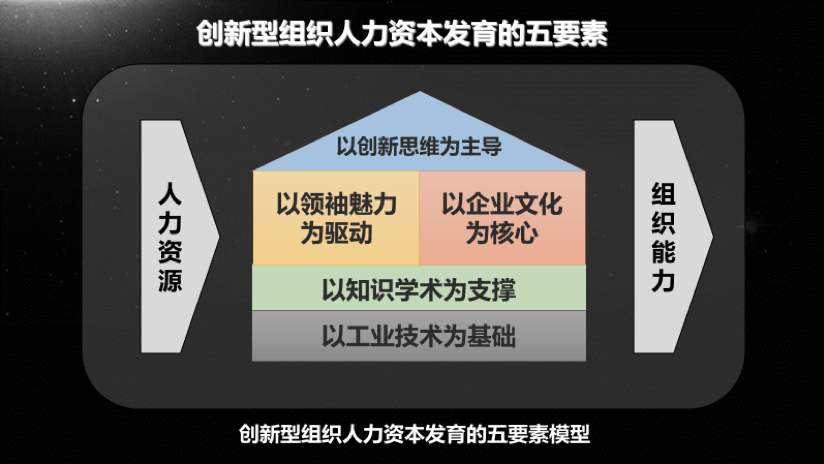 创新型组织人力资本发育的五要素
人力资源
以创新思维为主导
以领袖魅力
为驱动
以企业文化
为核心
以知识学术为支撑
以工业技术为基础
组织能力
创新型组织人力资本发育的五要素模型